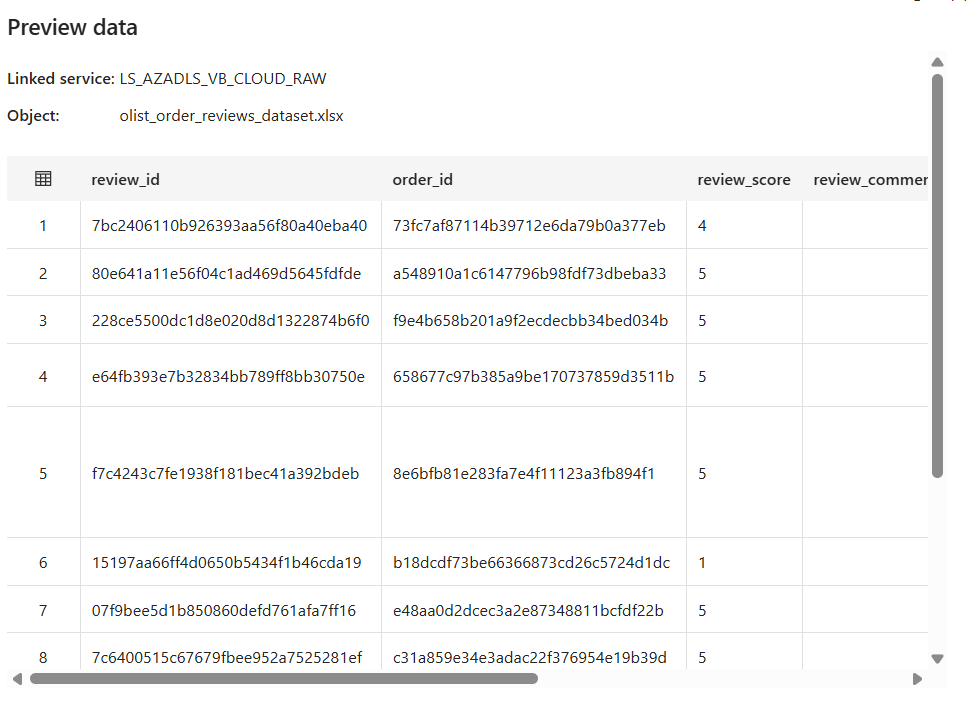 Preview data
Linked service: LS_AZADLS_VB_CLOUD_RAW
Object: olist_order_reviews_dataset.xlsx
review_id order_id review_score review_commer
1 7bc2406110b926393aa56f80a40eba40 73fc7af87114b39712e6da79b0a377eb 4
2 80e641a11e56f04c1ad469d5645fdfde a548910a1c6147796b98fdf73dbeba33 5
3 228ce5500dc1d8e020d8d1322874b6f0 f9e4b658b201a9f2ecdecbb34bed034b 5
4 e64fb393e7b32834bb789ff8bb30750e 658677c97b385a9be170737859d3511b 5
5 f7c4243c7fe1938f181bec41a392bdeb 8e6bfb81e283fa7e4f11123a3fb894f1 5
6 15197aa66ff4d0650b5434f1b46cda19 b18dcdf73be66366873cd26c5724d1dc 1
7 07f9bee5d1b850860defd761afa7ff16 e48aa0d2dcec3a2e87348811bcfdf22b 5
8 7c6400515c67679fbee952a7525281ef c31a859e34e3adac22f376954e19b39d 5